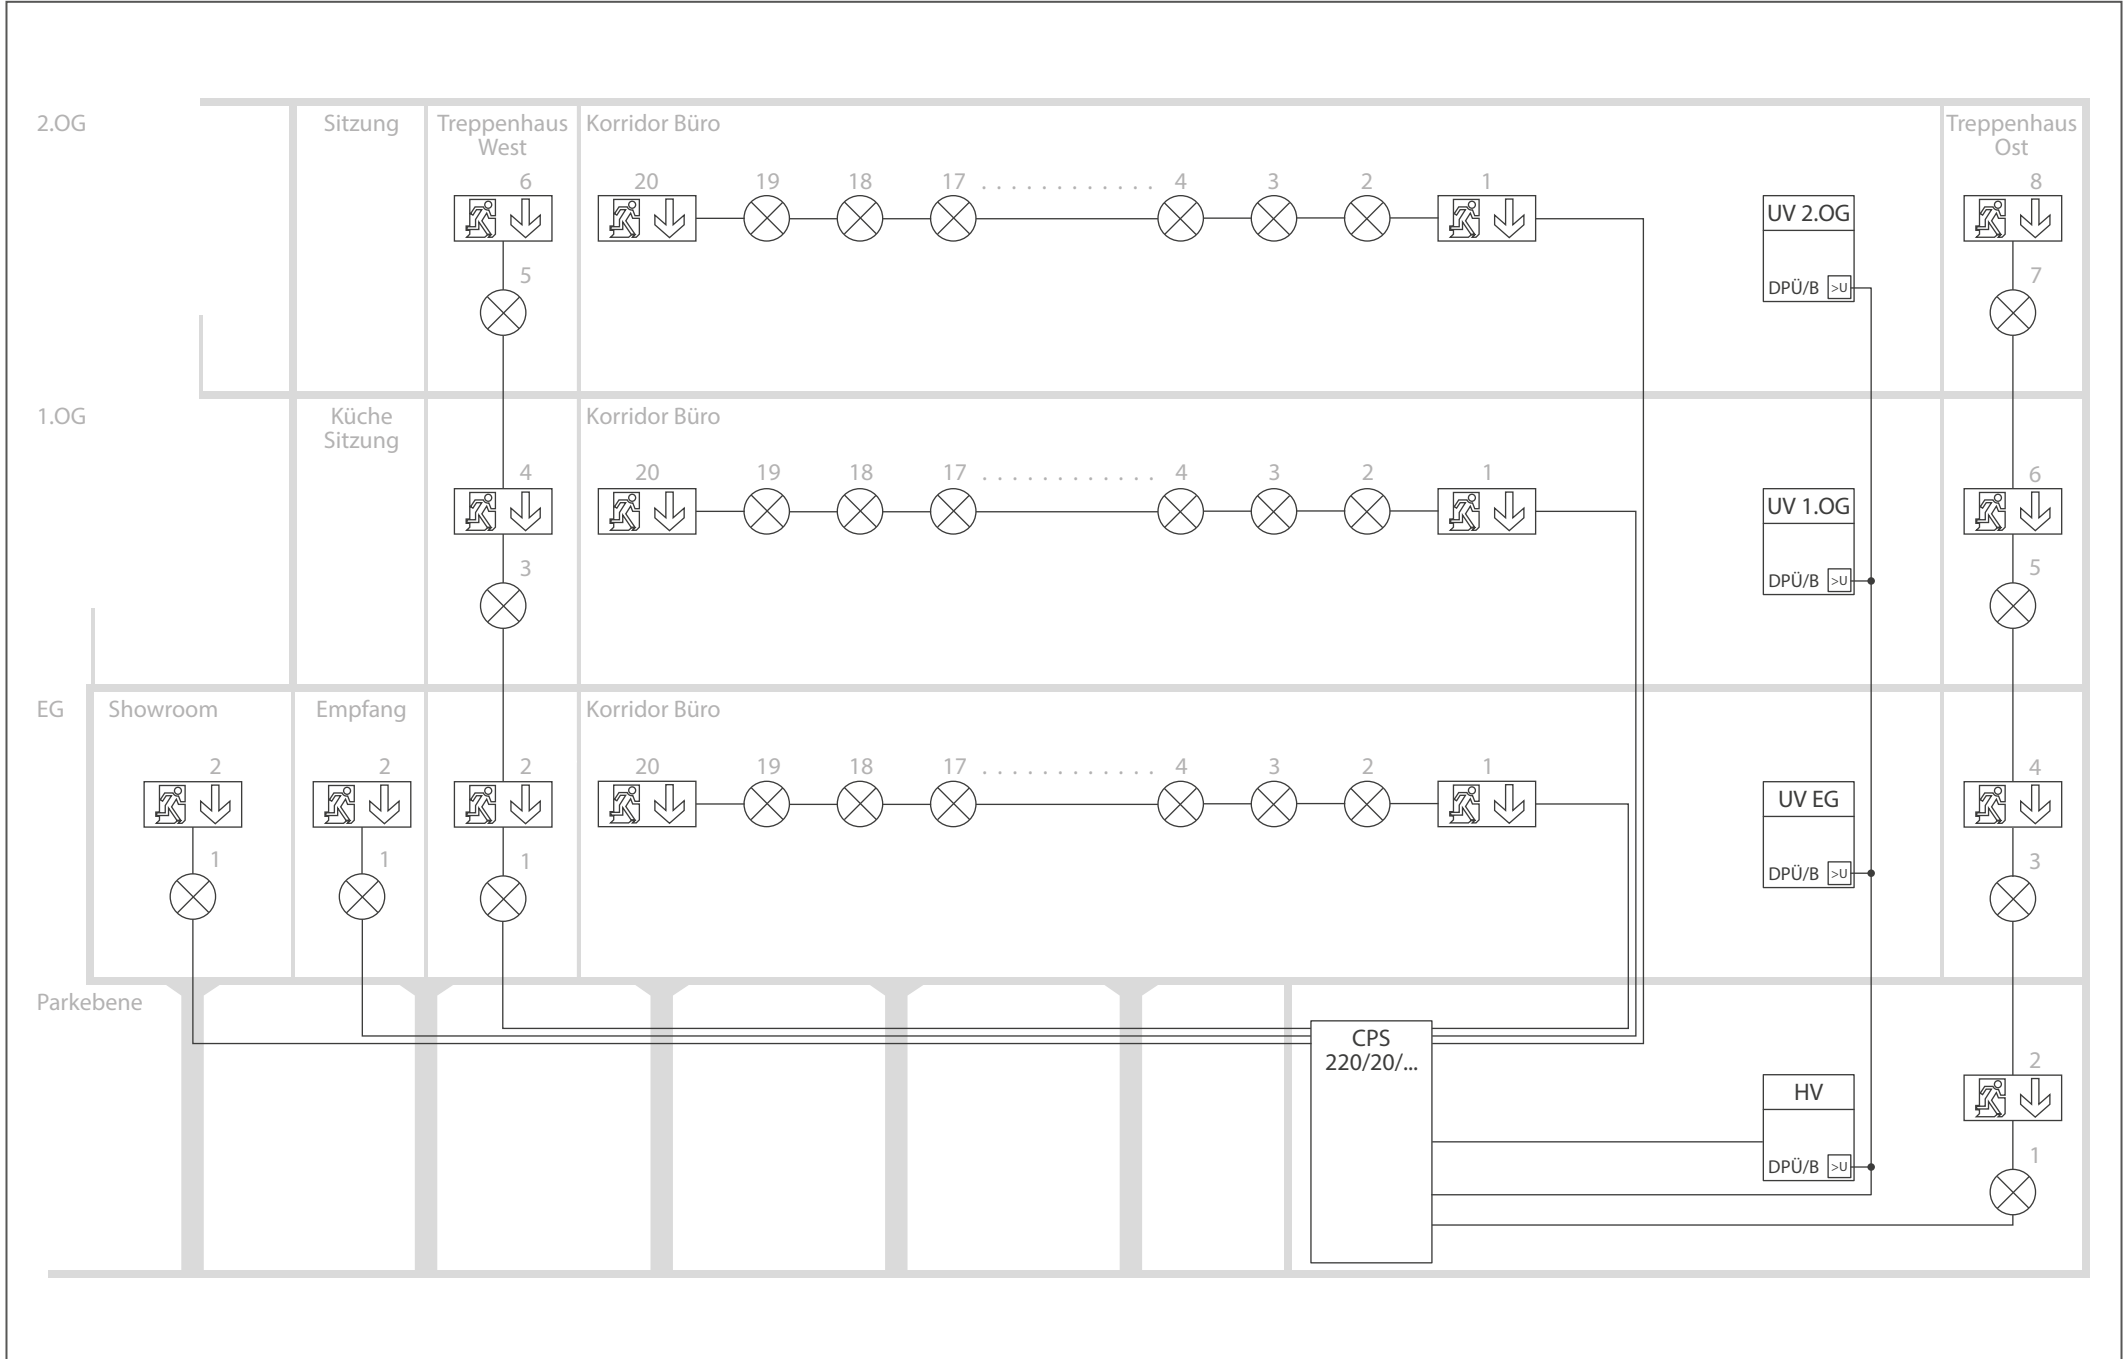 2.OG
Sitzung
Treppenhaus
West
Korridor Büro
Treppenhaus
Ost
6
20
19
18
17 . . . . . . . . . . . . 4
3
2
1
8
UV 2.OG
5
7
DPÜ/B >U
1.OG
Küche
Sitzung
Korridor Büro
4
20
19
18
17 . . . . . . . . . . . . 4
3
2
1
6
UV 1.OG
3
5
DPÜ/B >U
EG
Showroom
Empfang
Korridor Büro
2
2
2
20
19
18
17 . . . . . . . . . . . . 4
3
2
1
4
UV EG
1
1
1
3
DPÜ/B >U
Parkebene
CPS
220/20/...
2
HV
1
DPÜ/B >U